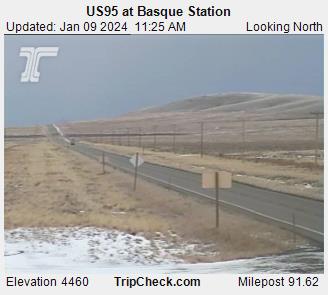 US95 at Basque Station
Updated: Jan 09 2024 11:25 AM Looking North
Elevation 4460 TripCheck.com Milepost 91.62